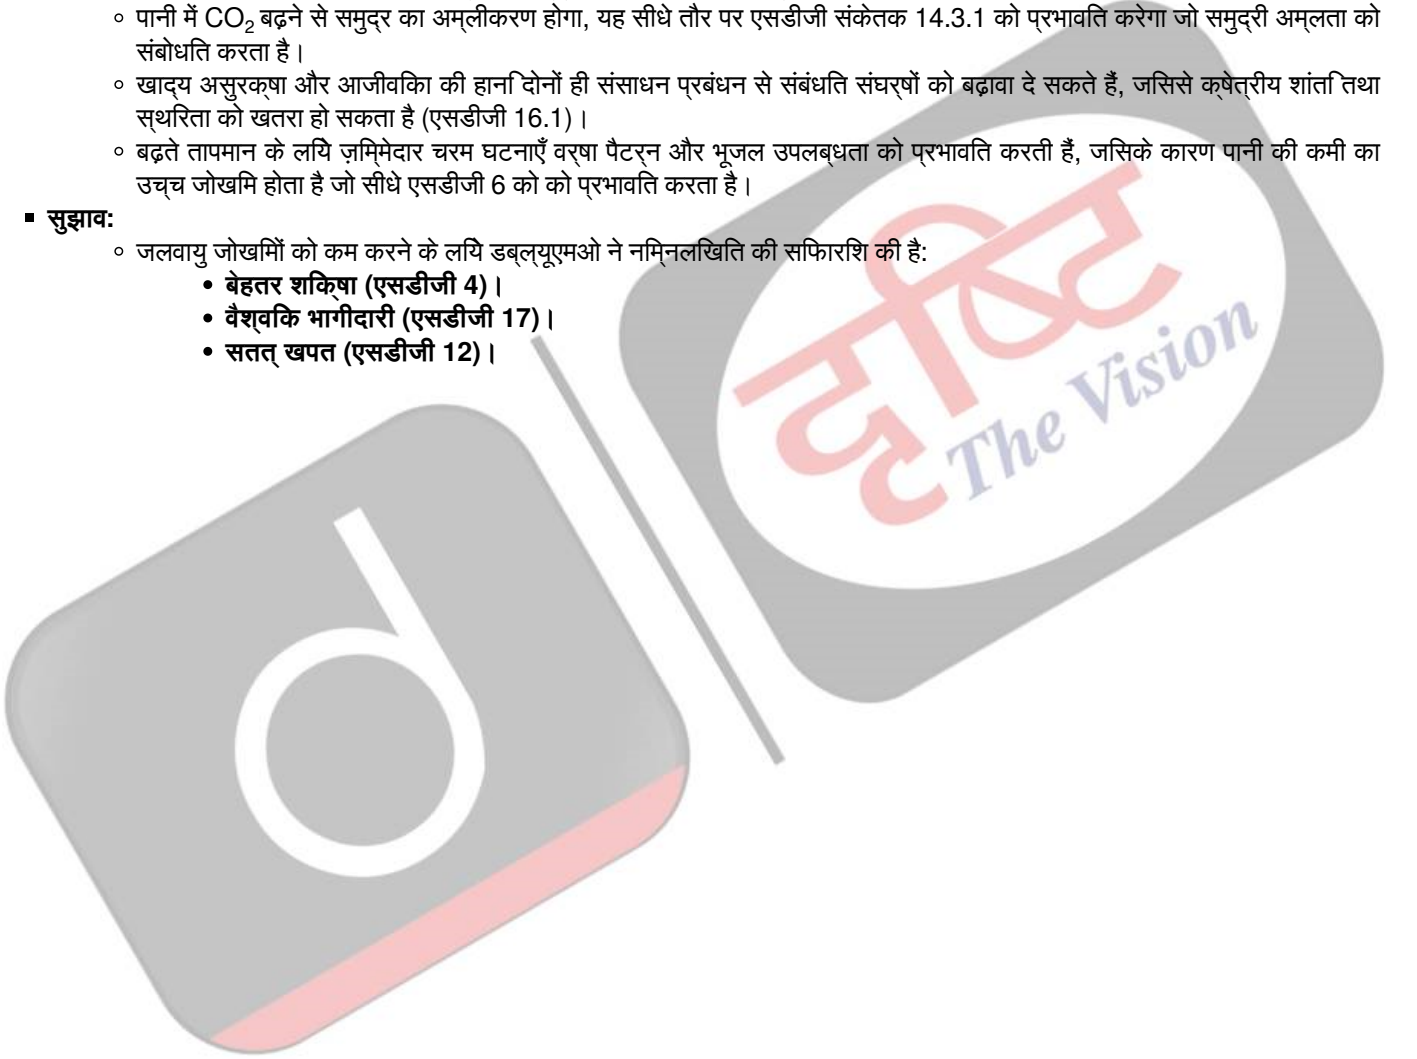 पानी में CO2 बढ़ने से समुद्र का अम्लीकरण होगा, यह सीधे तौर पर एसडीजी संकेतक 14.3.1 को प्रभावित करेगा जो समुद्री अम्लता को
संबोधित करता है।
खाद्य असुरक्षा और आजीविका की हानि दोनों ही संसाधन प्रबंधन से संबंधित संघर्षों को बढ़ावा दे सकते हैं, जिससे क्षेत्रीय शांति तथा
स्थिरता को खतरा हो सकता है (एसडीजी 16.1)।
बढ़ते तापमान के लिये ज़िम्मेदार चरम घटनाएँ वर्षा पैटर्न और भूजल उपलब्धता को प्रभावित करती हैं, जिसके कारण पानी की कमी का
उच्च जोखिम होता है जो सीधे एसडीजी 6 को को प्रभावित करता है।
सुझाव:
जलवायु जोखिमों को कम करने के लिये डब्ल्यूएमओ ने निम्नलिखित की सिफारिश की है:
बेहतर शिक्षा (एसडीजी 4)।
वैश्विक भागीदारी (एसडीजी 17)।
सतत् खपत (एसडीजी 12)।
दृष्टि
The Vision
d